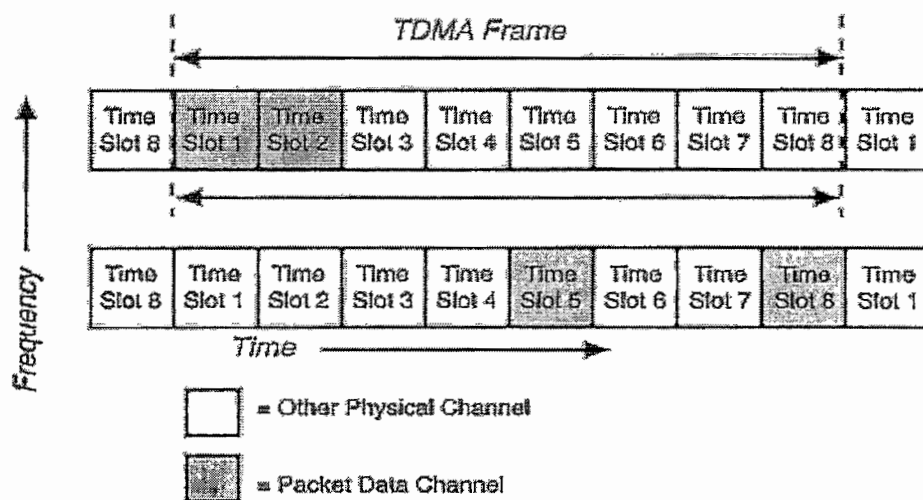 TDMA Frame
Time Slot 8 Time Slot 1 Time Slot 2 Time Slot 3 Time Slot 4 Time Slot 5 Time Slot 6 Time Slot 7 Time Slot 8 Time Slot 1
Time Slot 8 Time Slot 1 Time Slot 2 Time Slot 3 Time Slot 4 Time Slot 5 Time Slot 6 Time Slot 7 Time Slot 8 Time Slot 1
Time
Frequency
= Other Physical Channel
= Packet Data Channel